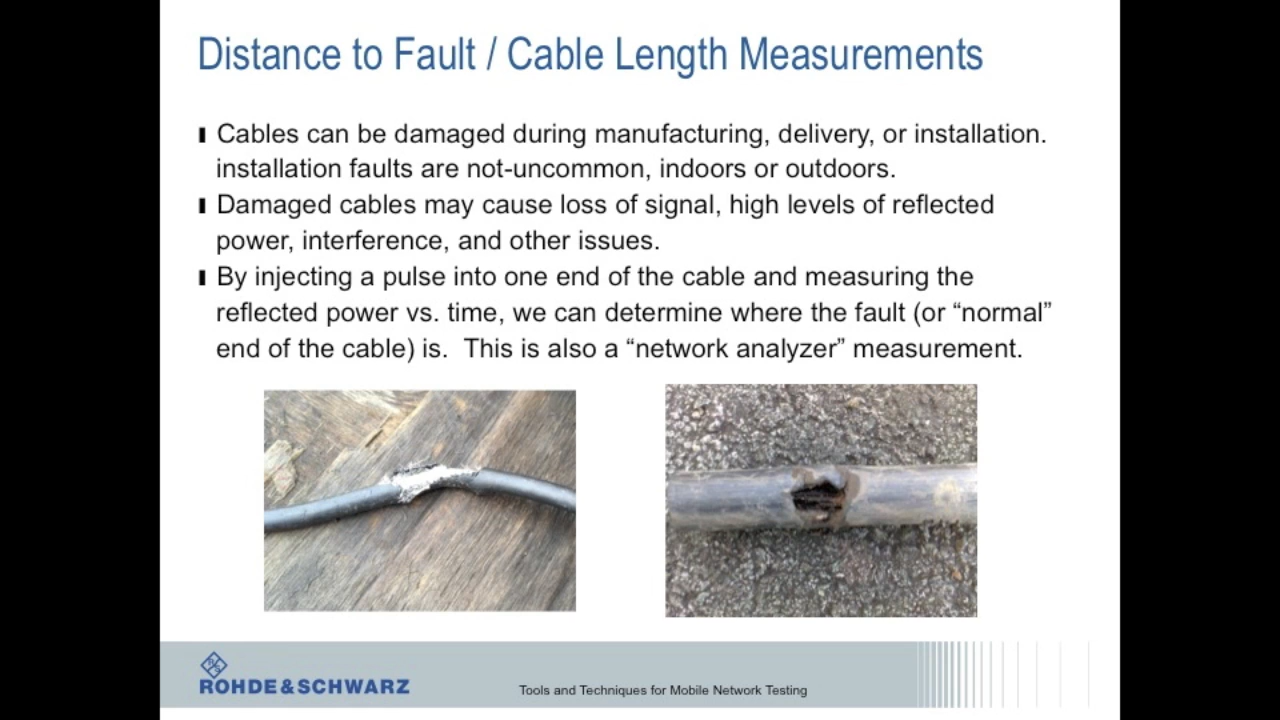 Distance to Fault / Cable Length Measurements
Cables can be damaged during manufacturing, delivery, or installation.
installation faults are not-uncommon, indoors or outdoors.
Damaged cables may cause loss of signal, high levels of reflected
power, interference, and other issues.
By injecting a pulse into one end of the cable and measuring the
reflected power vs. time, we can determine where the fault (or “normal”
end of the cable) is.  This is also a “network analyzer” measurement.
R S
ROHDE&SCHWARZ
Tools and Techniques for Mobile Network Testing